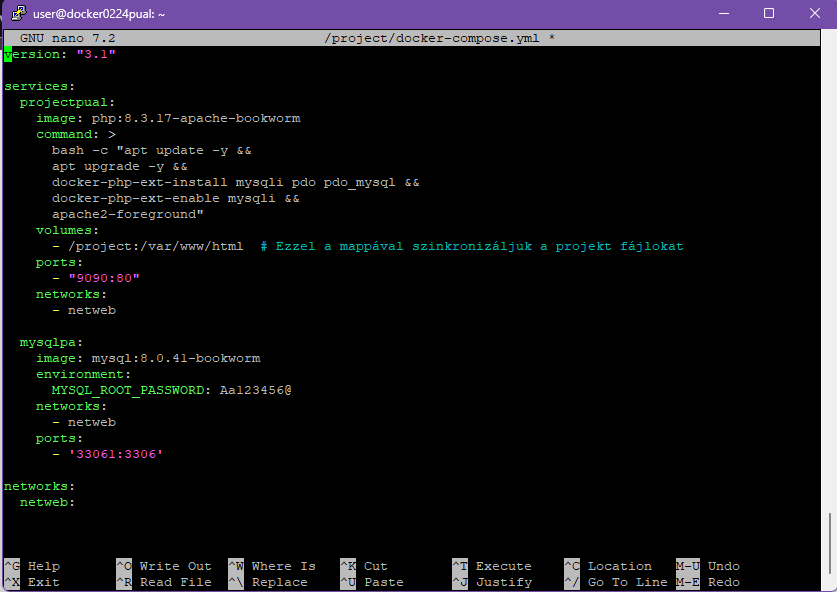 user@docker0224pual: ~
GNU nano 7.2 /project/docker-compose.yml *
version: "3.1"
services:
projectpual:
image: php:8.3.17-apache-bookworm
command: >
bash -c "apt update -y &&
apt upgrade -y &&
docker-php-ext-install mysqli pdo pdo_mysql &&
docker-php-ext-enable mysqli &&
apache2-foreground"
volumes:
- /project:/var/www/html # Ezzel a mappával szinkronizáljuk a projekt fájlokat
ports:
- "9090:80"
networks:
- netweb
mysqlpa:
image: mysql:8.0.41-bookworm
environment:
MYSQL_ROOT_PASSWORD: Aa123456@
networks:
- netweb
ports:
- '33061:3306'
networks:
netweb:
^G Help ^O Write Out ^W Where Is ^K Cut ^T Execute ^C Location M-U Undo
^X Exit ^R Read File ^\ Replace ^U Paste ^J Justify ^/ Go To Line M-E Redo